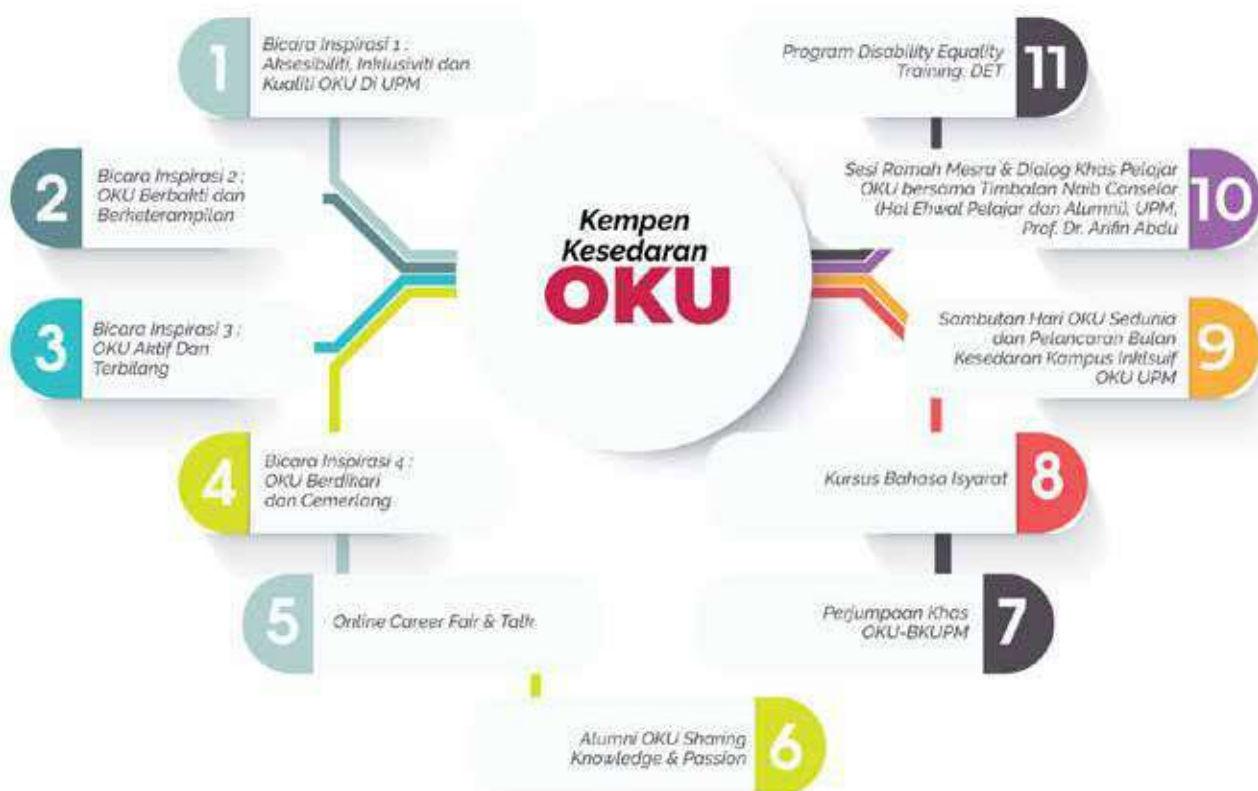 Kempen
Kesedaran
OKU
1
Bicara Inspirasi 1 :
Aksesibiliti, Inklusiviti dan
Kualiti OKU Di UPM
2
Bicara Inspirasi 2 :
OKU Berbakti dan
Berketerampilan
3
Bicara Inspirasi 3 :
OKU Aktif Dan
Terbilang
4
Bicara Inspirasi 4 :
OKU Berdikari
dan Cemerlang
5
Online Career Fair & Talk
6
Alumni OKU Sharing
Knowledge & Passion
7
Perjumpaan Khas
OKU-BKUPM
8
Kursus Bahasa Isyarat
9
Sambutan Hari OKU Sedunia
dan Pelancaran Bulan
Kesedaran Kampus Inklsuif
OKU UPM
10
Sesi Ramah Mesra & Dialog Khas Pelajar
OKU bersama Timbalan Naib Canselor
(Hal Ehwal Pelajar dan Alumni), UPM,
Prof. Dr. Arifin Abdu
11
Program Disability Equality
Training: DET